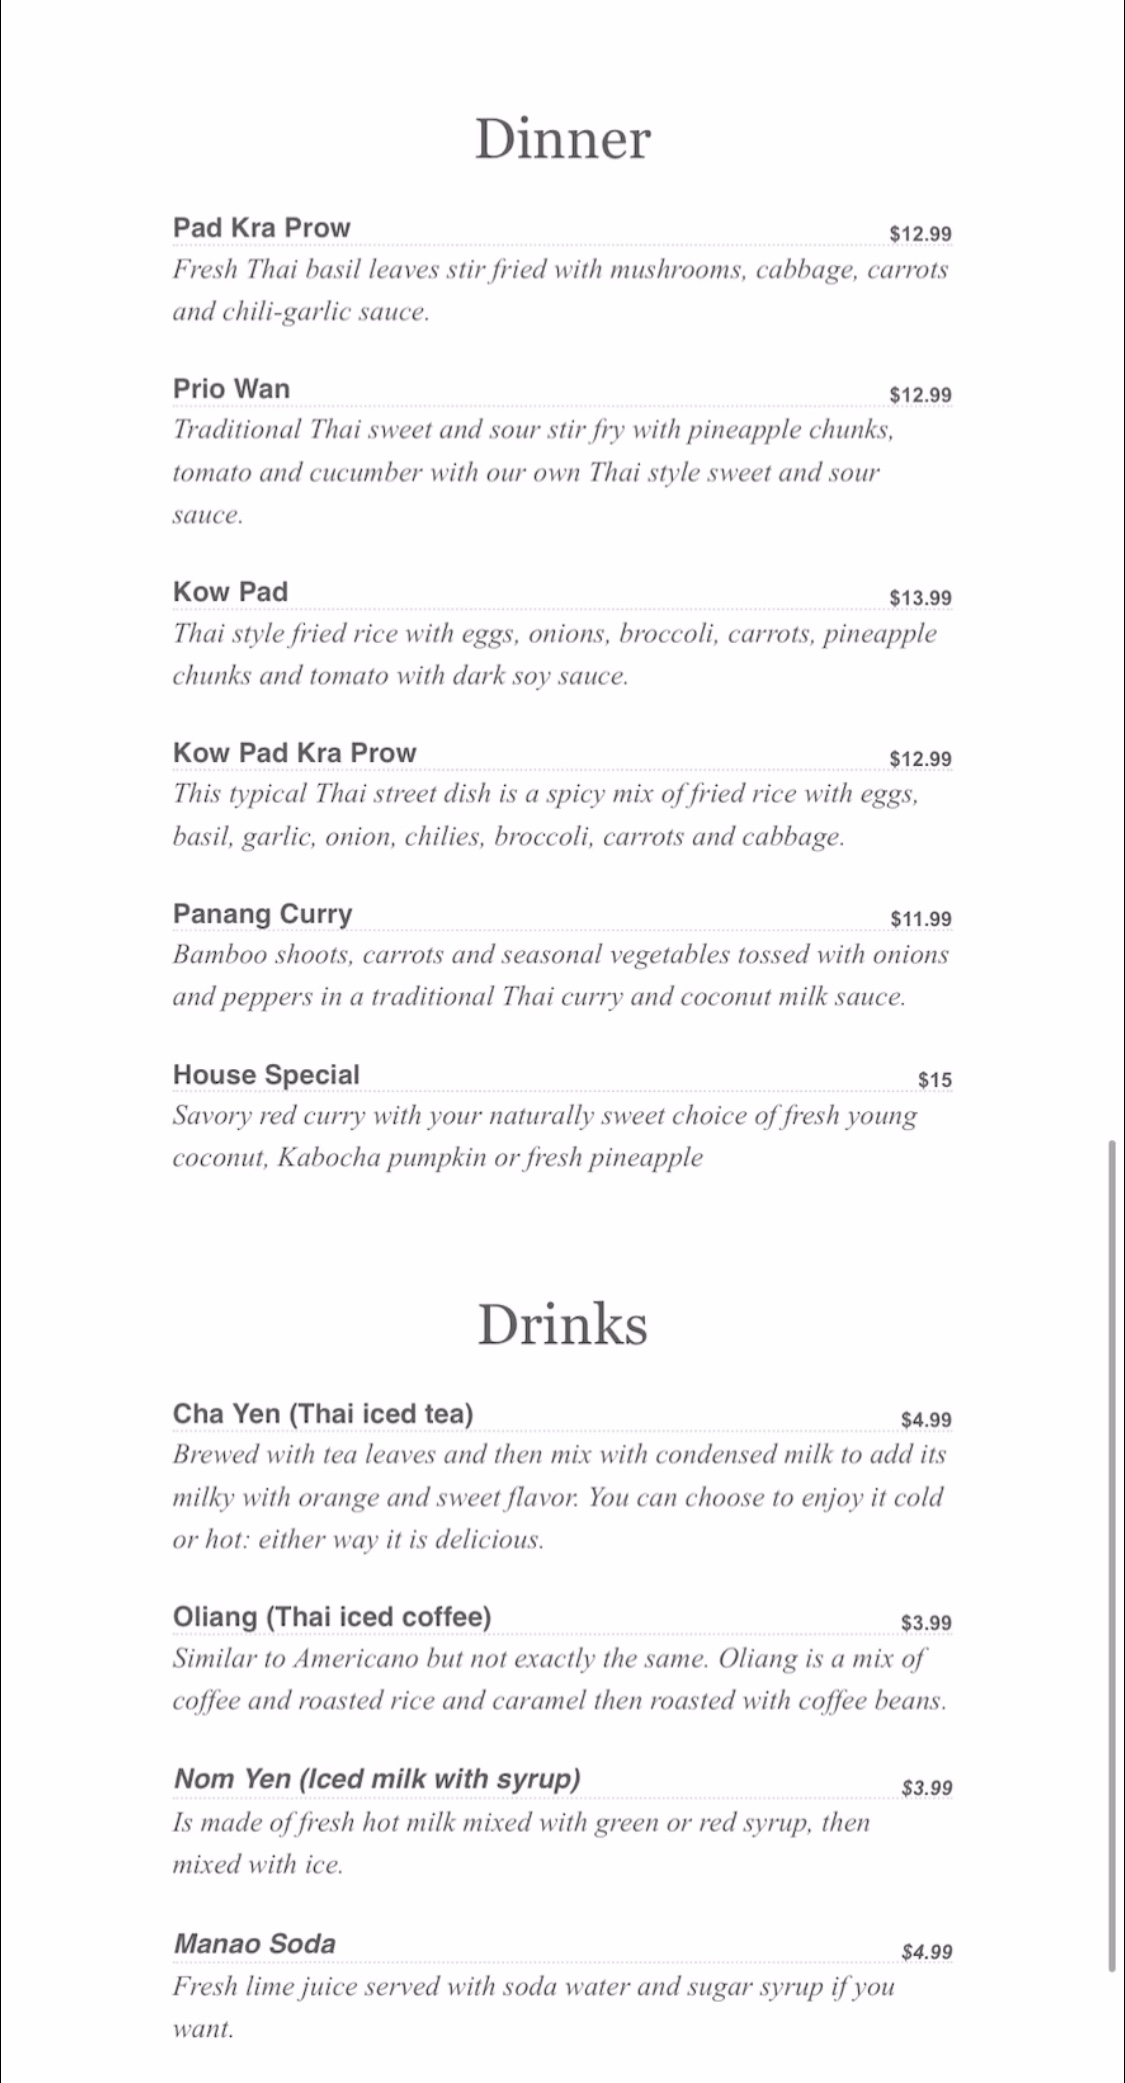 Dinner
Pad Kra Prow $12.99
Fresh Thai basil leaves stir fried with mushrooms, cabbage, carrots
and chili-garlic sauce.
Prio Wan $12.99
Traditional Thai sweet and sour stir fry with pineapple chunks,
tomato and cucumber with our own Thai style sweet and sour
sauce.
Kow Pad $13.99
Thai style fried rice with eggs, onions, broccoli, carrots, pineapple
chunks and tomato with dark soy sauce.
Kow Pad Kra Prow $12.99
This typical Thai street dish is a spicy mix of fried rice with eggs,
basil, garlic, onion, chilies, broccoli, carrots and cabbage.
Panang Curry $11.99
Bamboo shoots, carrots and seasonal vegetables tossed with onions
and peppers in a traditional Thai curry and coconut milk sauce.
House Special $15
Savory red curry with your naturally sweet choice of fresh young
coconut, Kabocha pumpkin or fresh pineapple
Drinks
Cha Yen (Thai iced tea) $4.99
Brewed with tea leaves and then mix with condensed milk to add its
milky with orange and sweet flavor. You can choose to enjoy it cold
or hot: either way it is delicious.
Oliang (Thai iced coffee) $3.99
Similar to Americano but not exactly the same. Oliang is a mix of
coffee and roasted rice and caramel then roasted with coffee beans.
Nom Yen (Iced milk with syrup) $3.99
Is made of fresh hot milk mixed with green or red syrup, then
mixed with ice.
Manao Soda $4.99
Fresh lime juice served with soda water and sugar syrup if you
want.